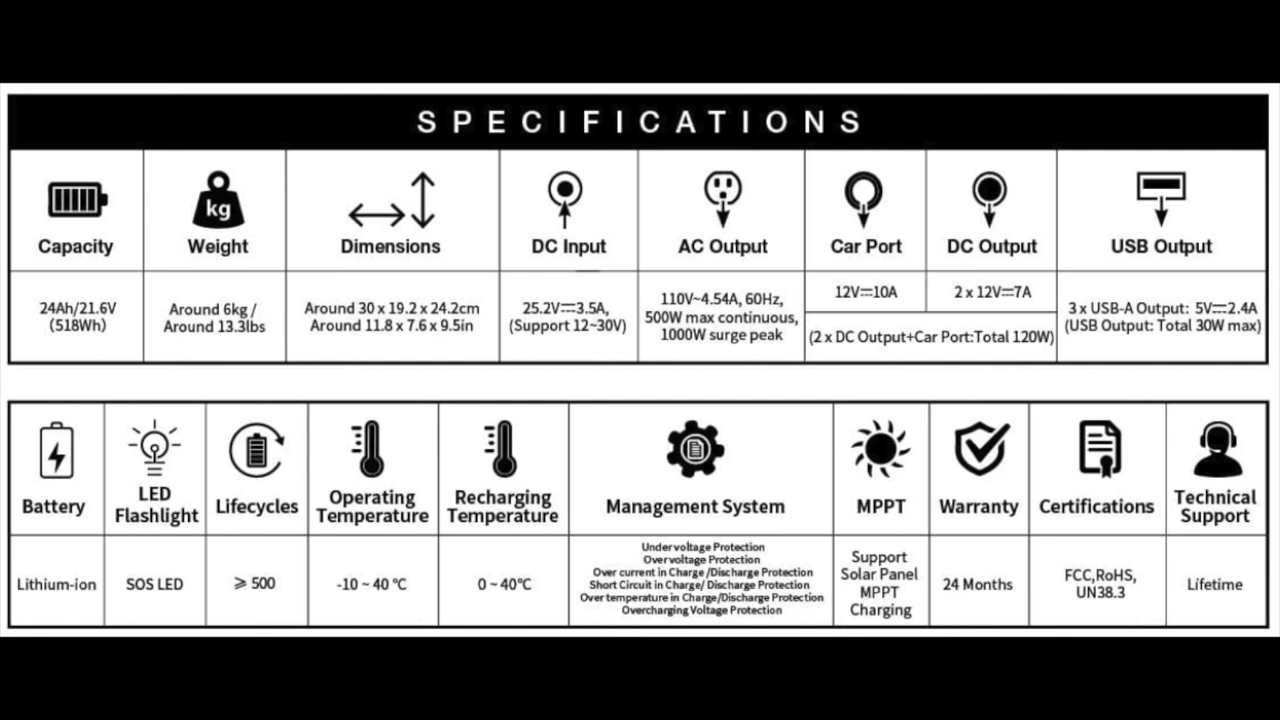 SPECIFICATIONS
kg
Capacity
Weight
Dimensions
DC Input
AC Output
Car Port
DC Output
USB Output
24Ah/21.6V
(518Wh)
Around 6kg /
Around 13.3lbs
Around 30 x 19.2 x 24.2cm
Around 11.8 x 7.6 x 9.5in
25.2V⎓3.5A,
(Support 12~30V)
110V~4.54A, 60Hz,
500W max continuous,
1000W surge peak
12V⎓10A
2 x 12V⎓7A
(2 x DC Output+Car Port:Total 120W)
3 x USB-A Output: 5V⎓2.4A
(USB Output: Total 30W max)
Battery
LED
Flashlight
Lifecycles
Operating
Temperature
Recharging
Temperature
Management System
MPPT
Warranty
Certifications
Technical
Support
Lithium-ion
SOS LED
⩾ 500
-10 ~ 40 ℃
0 ~ 40℃
Undervoltage Protection
Overvoltage Protection
Over current in Charge /Discharge Protection
Short Circuit in Charge/ Discharge Protection
Over temperature in Charge/Discharge Protection
Overcharging Voltage Protection
Support
Solar Panel
MPPT
Charging
24 Months
FCC,RoHS,
UN38.3
Lifetime